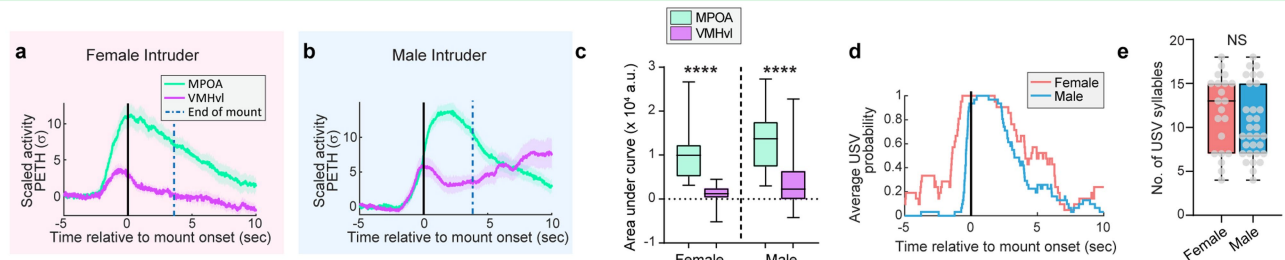 a
Female Intruder
MPOA
VMHvl
End of mount
Scaled activity
PETH (σ)
10
5
0
-5
0
5
10
Time relative to mount onset (sec)
b
Male Intruder
Scaled activity
PETH (σ)
10
5
0
-5
0
5
10
Time relative to mount onset (sec)
c
MPOA
VMHvl
Area under curve (x 10⁴ a.u.)
3
2
1
0
-1
****
****
Female
Male
d
Female
Male
Average USV
probability
1
0.8
0.6
0.4
0.2
0
-5
0
5
10
Time relative to mount onset (sec)
e
NS
No. of USV syllables
20
15
10
5
0
Female
Male